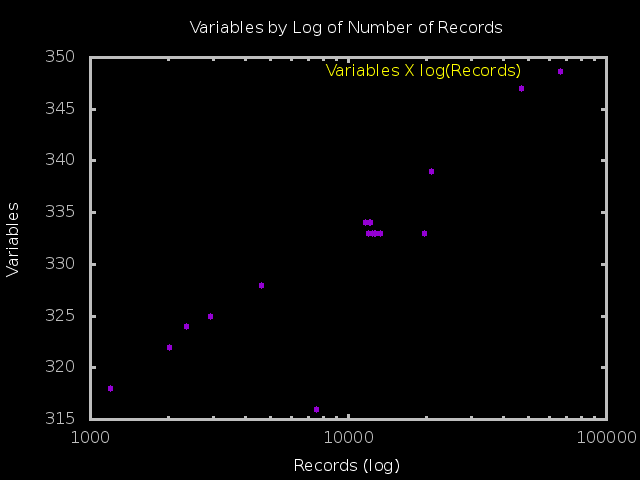 Variables by Log of Number of Records
Variables X log(Records)
350
345
340
335
330
325
320
315
Variables
1000
10000
100000
Records (log)